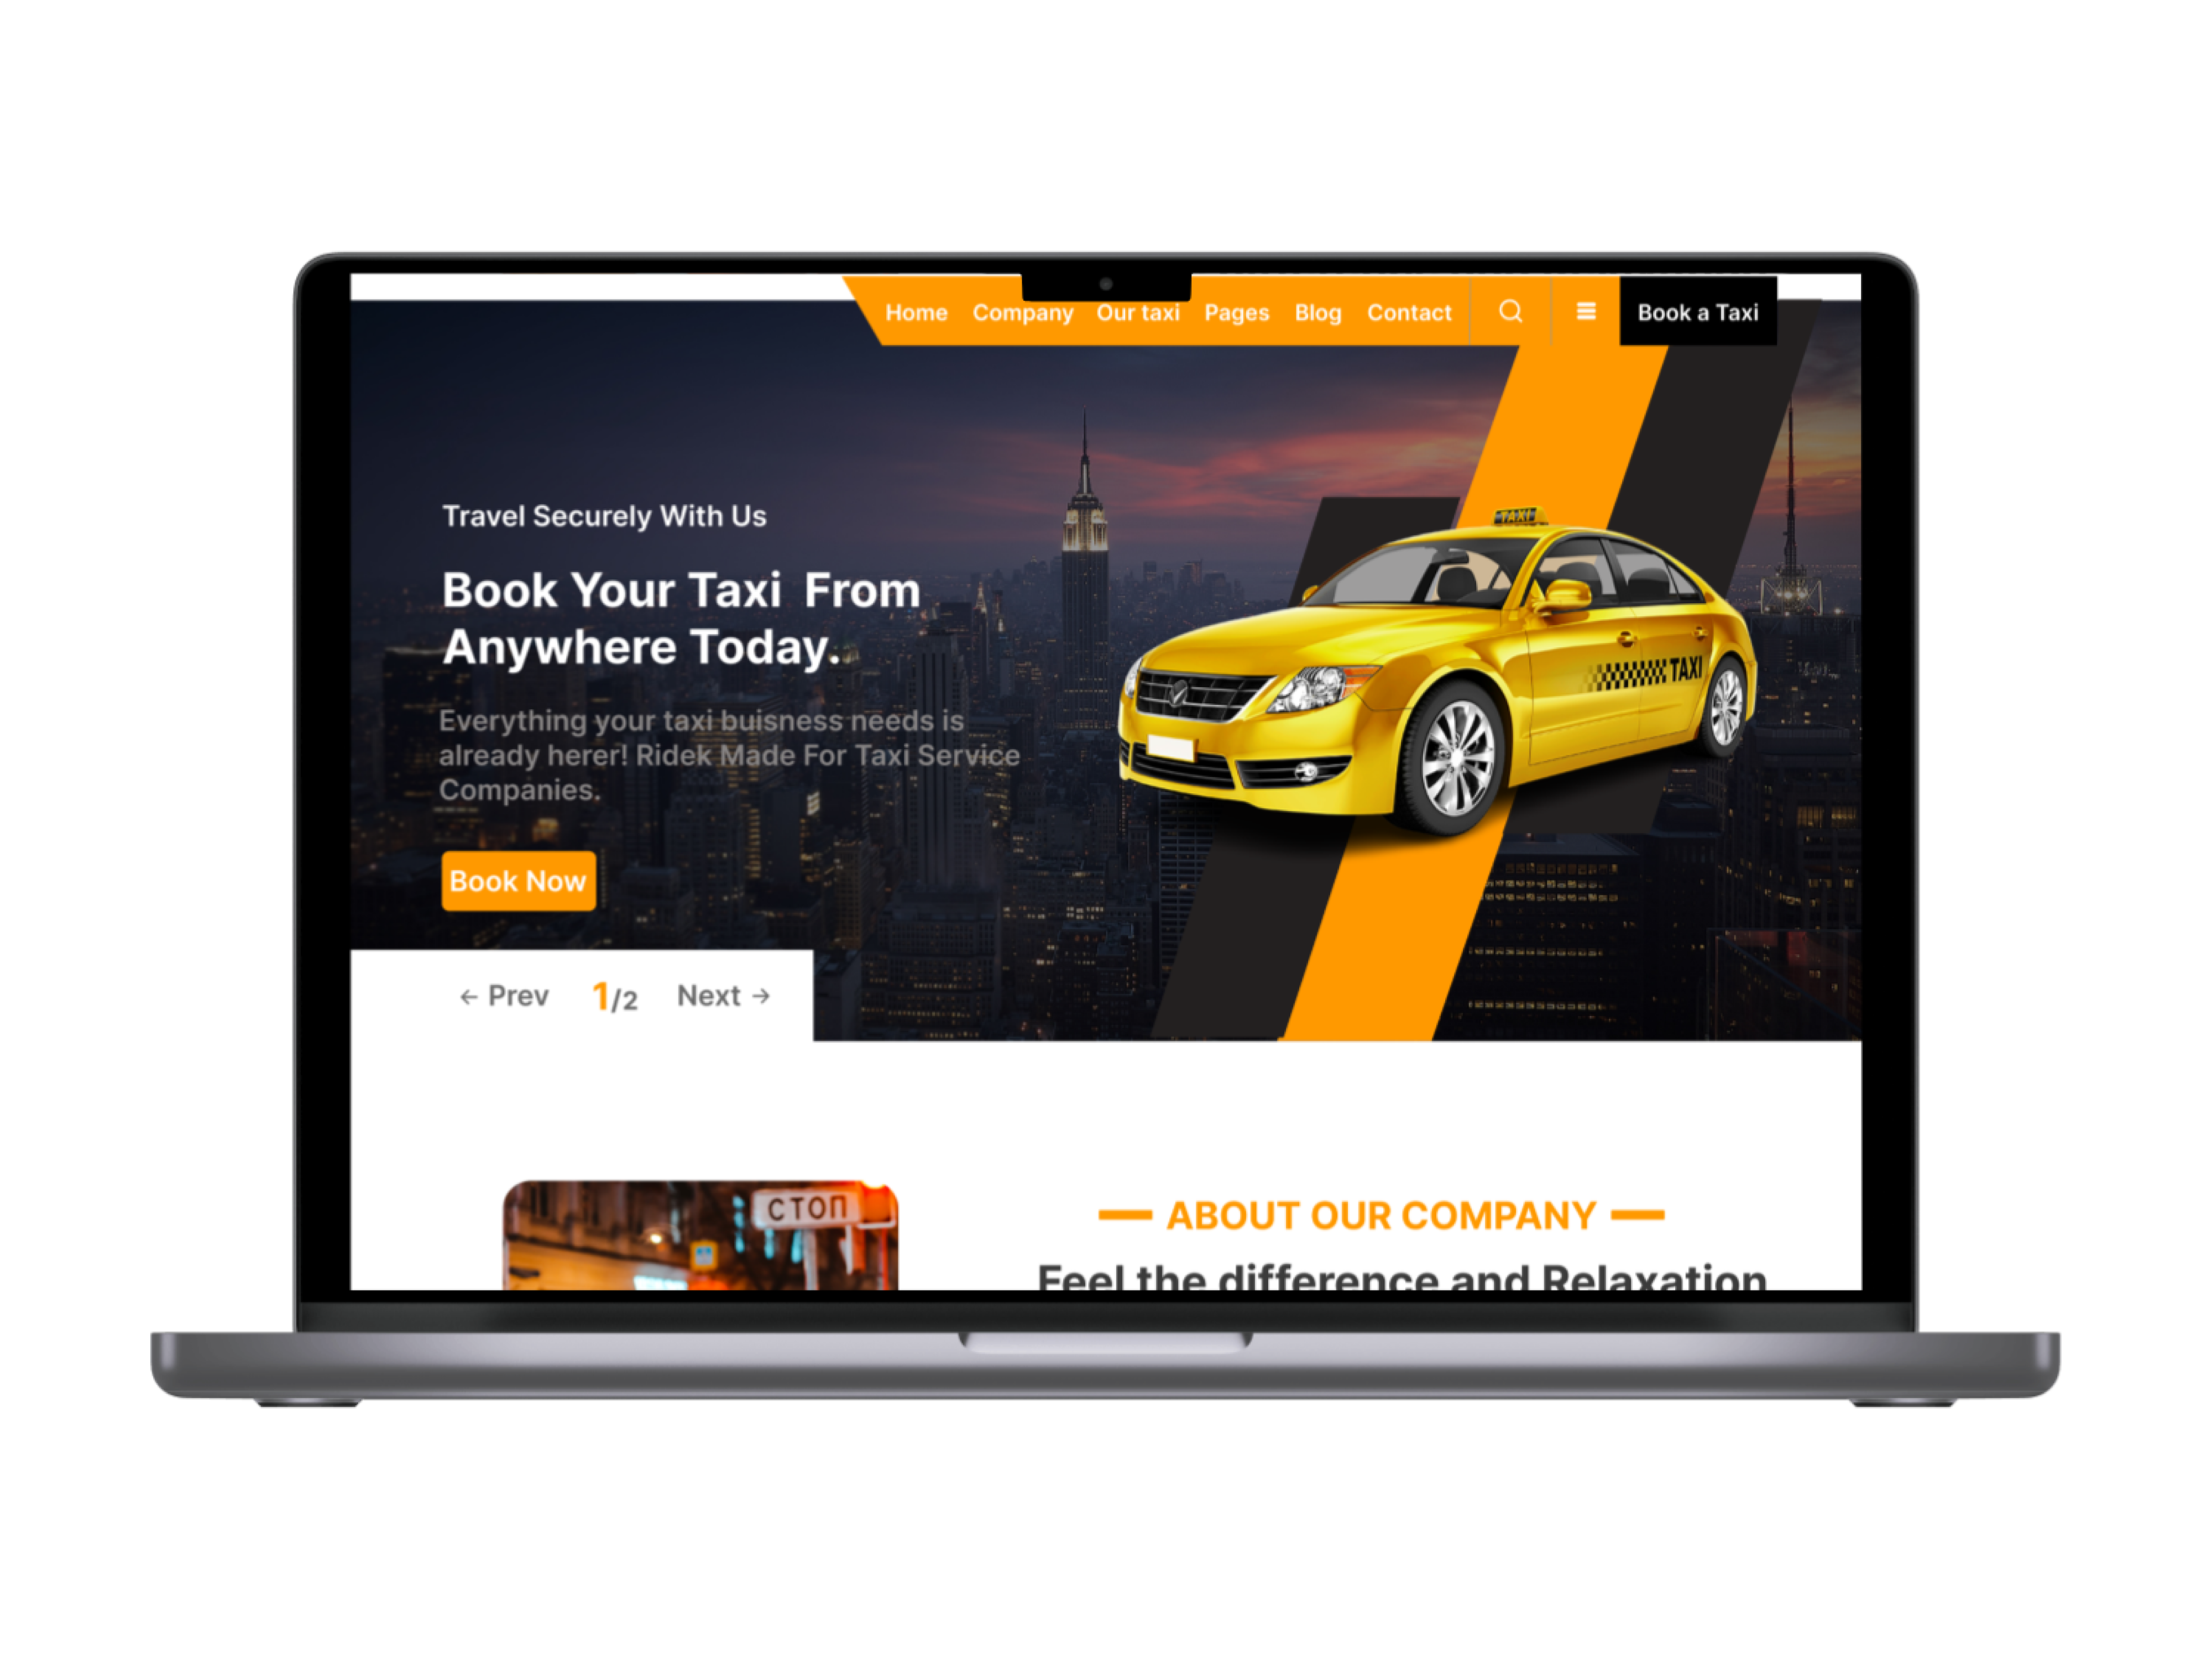 Home Company Our taxi Pages Blog Contact Book a Taxi
Travel Securely With Us
Book Your Taxi From
Anywhere Today.
TAXI
TAXI
Everything your taxi buisness needs is
already herer! Ridek Made For Taxi Service
Companies.
Book Now
← Prev 1/2 Next →
СТОП
ABOUT OUR COMPANY
Feel the difference and Relaxation